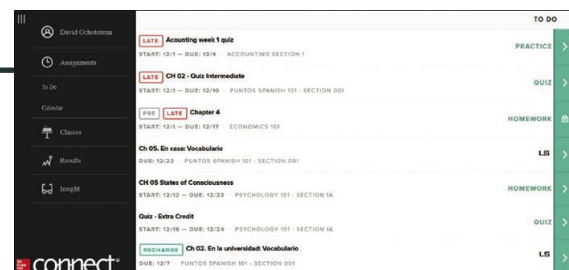 TO DO
David Ochotorena
Assignments
To Do
Calendar
Classes
Results
Insight
LATE Acounting week 1 quiz
START: 12/1 — DUE: 12/4 · ACCOUNTING SECTION 1
PRACTICE
LATE CH 02 - Quiz Intermediate
START: 12/1 — DUE: 12/10 · PUNTOS SPANISH 101 - SECTION 001
QUIZ
PRE LATE Chapter 4
START: 12/1 — DUE: 12/17 · ECONOMICS 101
HOMEWORK
Ch 05. En casa: Vocabulario
DUE: 12/22 · PUNTOS SPANISH 101 - SECTION 001
LS
CH 05 States of Consciousness
START: 12/12 — DUE: 12/23 · PSYCHOLOGY 101 - SECTION 1A
HOMEWORK
Quiz - Extra Credit
START: 12/16 — DUE: 12/24 · PSYCHOLOGY 101 - SECTION 1A
QUIZ
RECHARGE Ch 02. En la universidad: Vocabulario
DUE: 12/7 · PUNTOS SPANISH 101 - SECTION 001
LS
connect